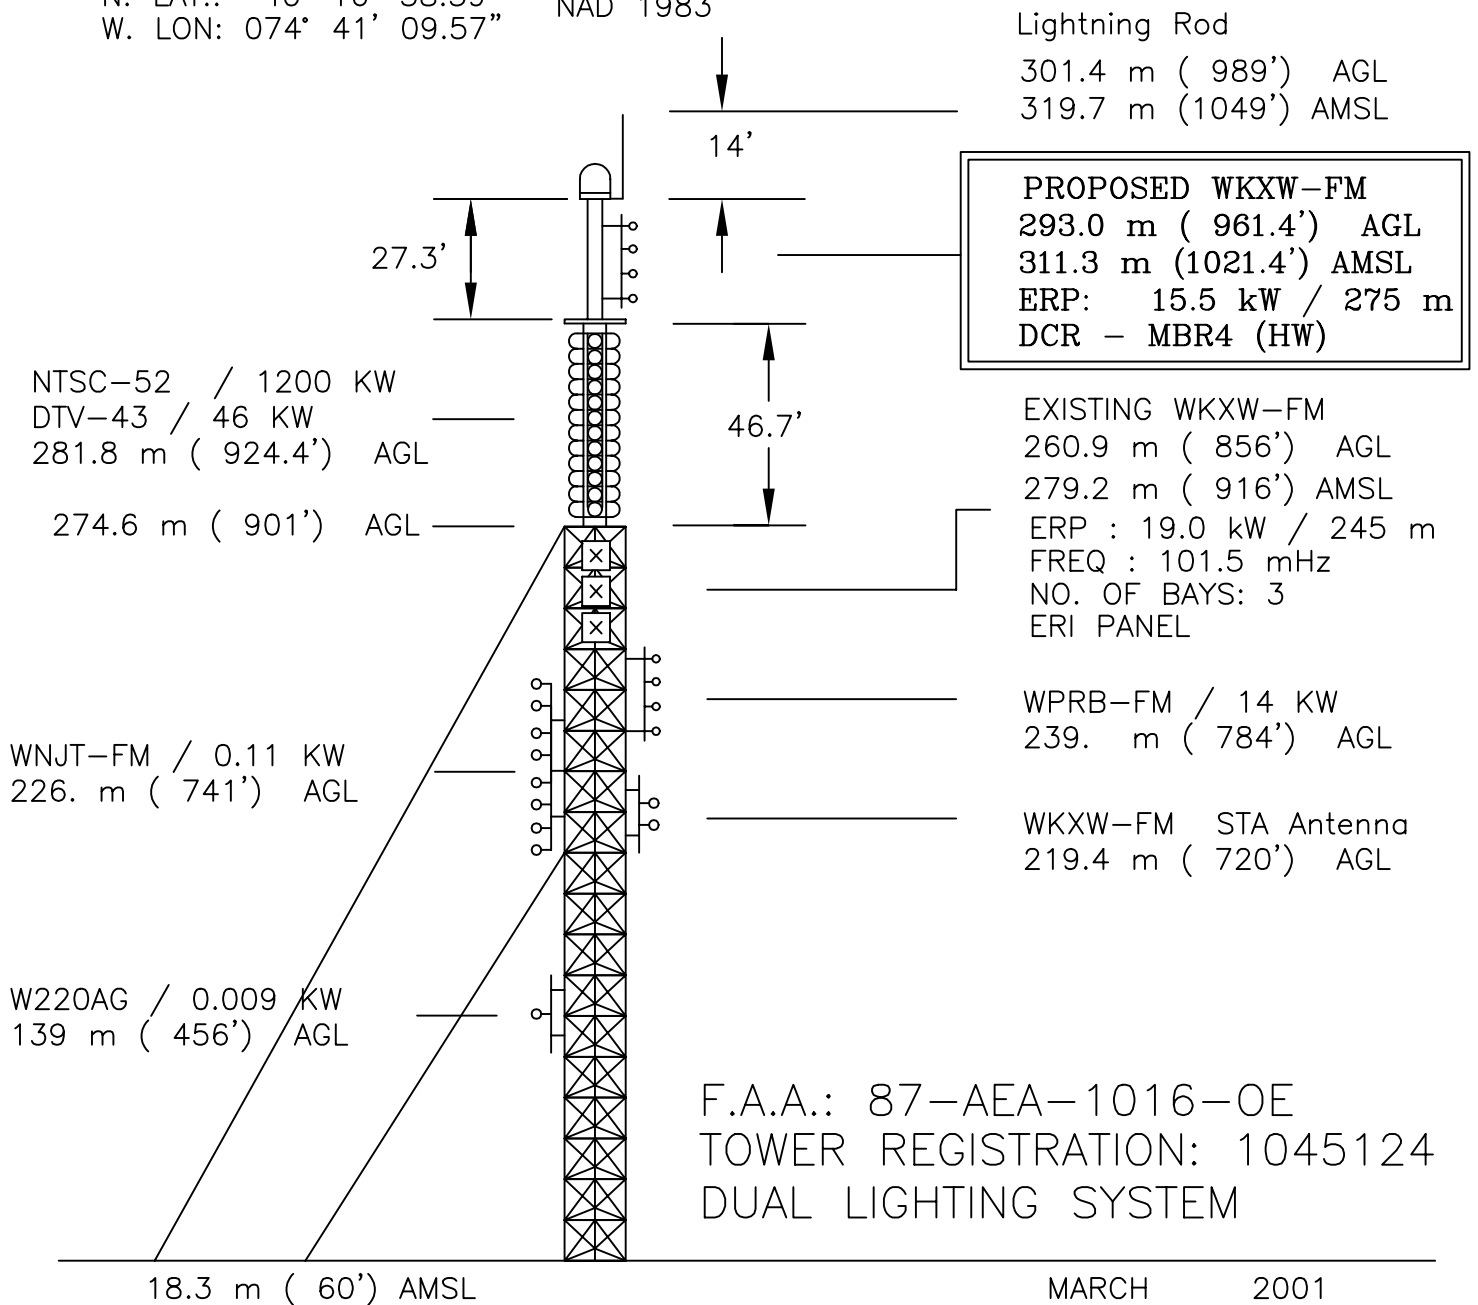 W. LON: 074° 41' 09.57"
NAD 1983
Lightning Rod
301.4 m ( 989') AGL
319.7 m (1049') AMSL
14'
PROPOSED WKXW-FM
293.0 m ( 961.4') AGL
311.3 m (1021.4') AMSL
ERP: 15.5 kW / 275 m
DCR - MBR4 (HW)
27.3'
46.7'
NTSC-52 / 1200 KW
DTV-43 / 46 KW
281.8 m ( 924.4') AGL
274.6 m ( 901') AGL
EXISTING WKXW-FM
260.9 m ( 856') AGL
279.2 m ( 916') AMSL
ERP : 19.0 kW / 245 m
FREQ : 101.5 mHz
NO. OF BAYS: 3
ERI PANEL
WPRB-FM / 14 KW
239. m ( 784') AGL
WNJT-FM / 0.11 KW
226. m ( 741') AGL
WKXW-FM STA Antenna
219.4 m ( 720') AGL
W220AG / 0.009 KW
139 m ( 456') AGL
F.A.A.: 87-AEA-1016-OE
TOWER REGISTRATION: 1045124
DUAL LIGHTING SYSTEM
18.3 m ( 60') AMSL
MARCH 2001